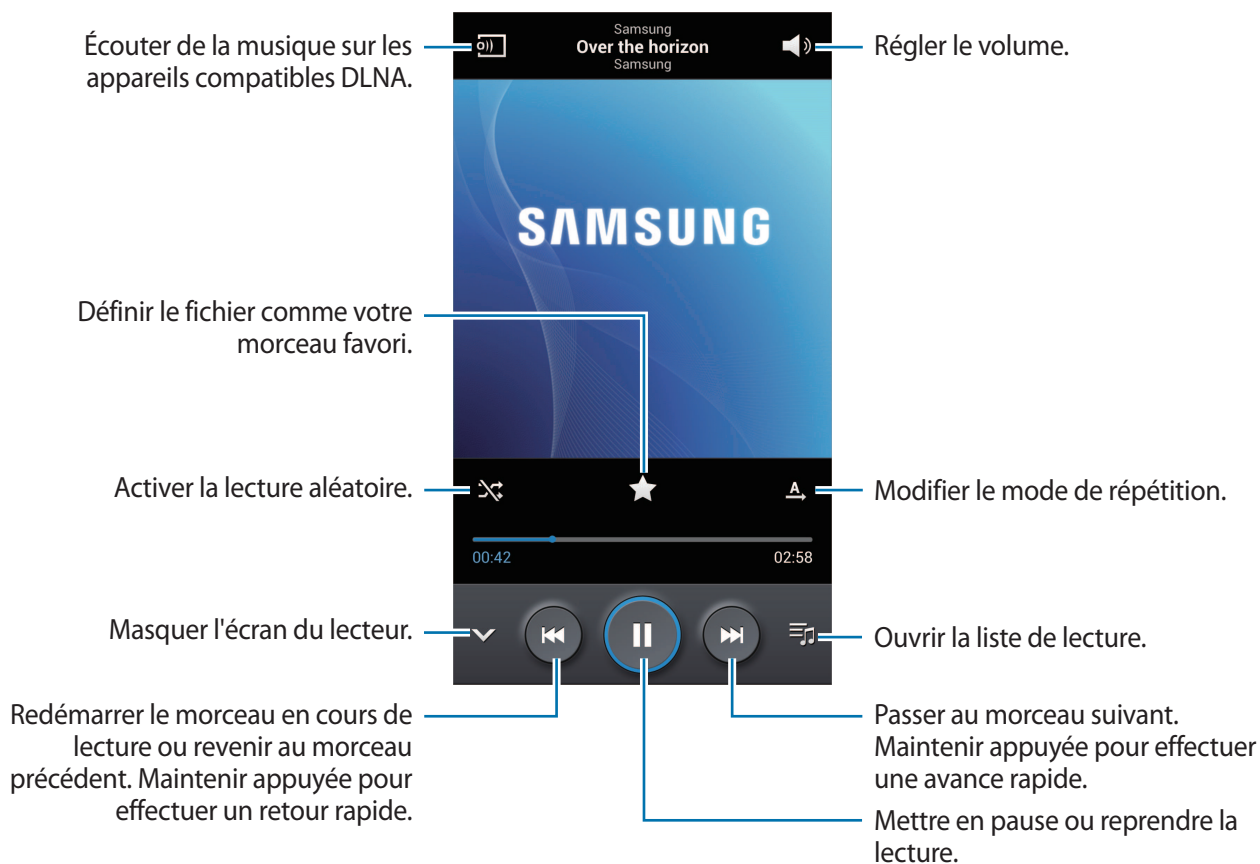 Écouter de la musique sur les
appareils compatibles DLNA.
Samsung
Over the horizon
Samsung
Régler le volume.
SAMSUNG
Définir le fichier comme votre
morceau favori.
Activer la lecture aléatoire.
A
Modifier le mode de répétition.
00:42
02:58
Masquer l'écran du lecteur.
Ouvrir la liste de lecture.
Redémarrer le morceau en cours de
lecture ou revenir au morceau
précédent. Maintenir appuyée pour
effectuer un retour rapide.
Passer au morceau suivant.
Maintenir appuyée pour effectuer
une avance rapide.
Mettre en pause ou reprendre la
lecture.